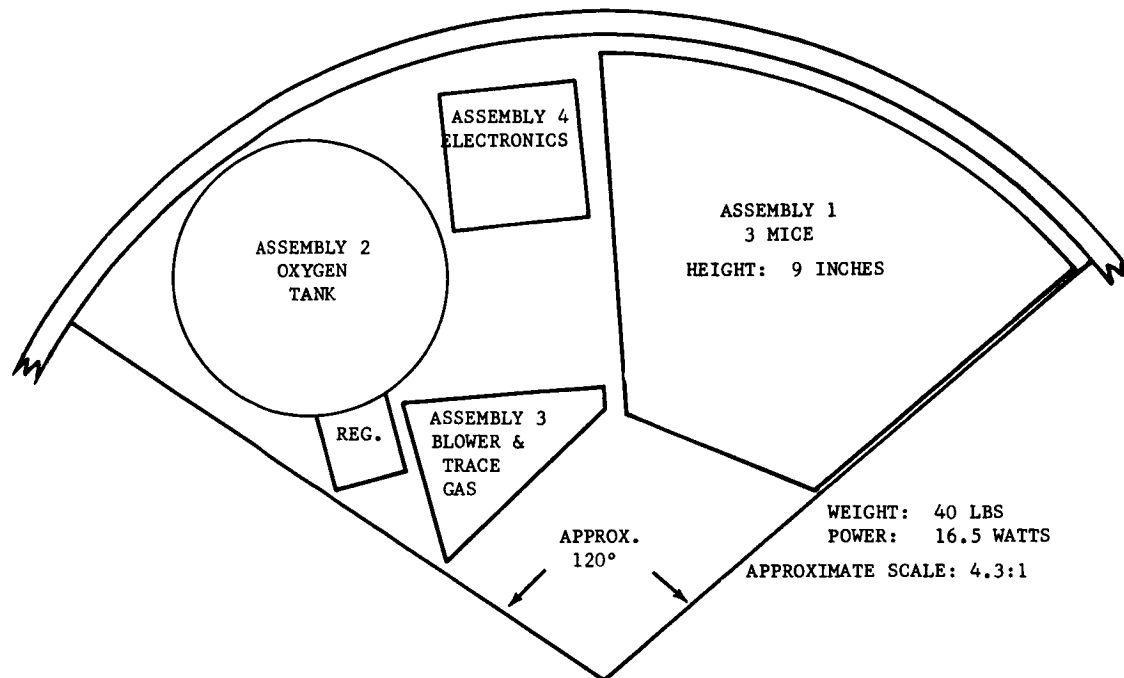 ASSEMBLY 4
ELECTRONICS
ASSEMBLY 1
3 MICE
HEIGHT: 9 INCHES
ASSEMBLY 2
OXYGEN
TANK
REG.
ASSEMBLY 3
BLOWER &
TRACE
GAS
WEIGHT: 40 LBS
POWER: 16.5 WATTS
APPROXIMATE SCALE: 4.3:1
APPROX.
120°